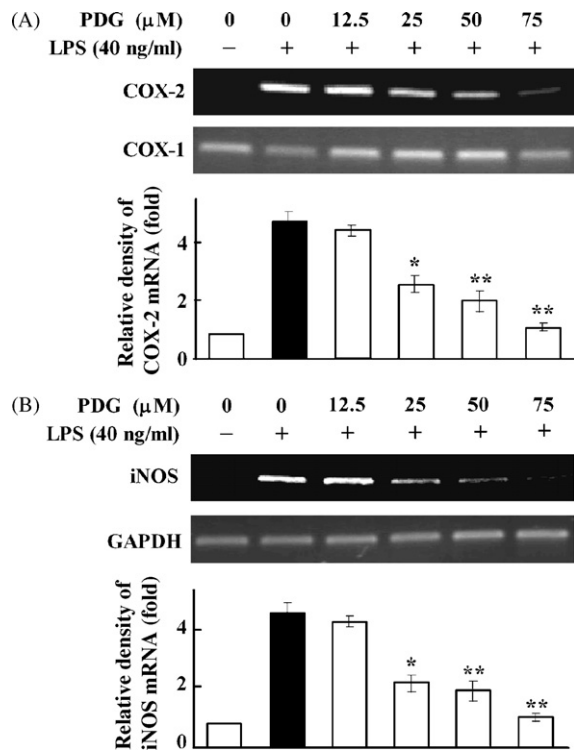 (A) PDG (μM) 0 0 12.5 25 50 75
LPS (40 ng/ml) – + + + + +
COX-2
COX-1
Relative density of
COX-2 mRNA (fold)
4
2
0
*
**
**
(B) PDG (μM) 0 0 12.5 25 50 75
LPS (40 ng/ml) – + + + + +
iNOS
GAPDH
Relative density of
iNOS mRNA (fold)
4
2
0
*
**
**